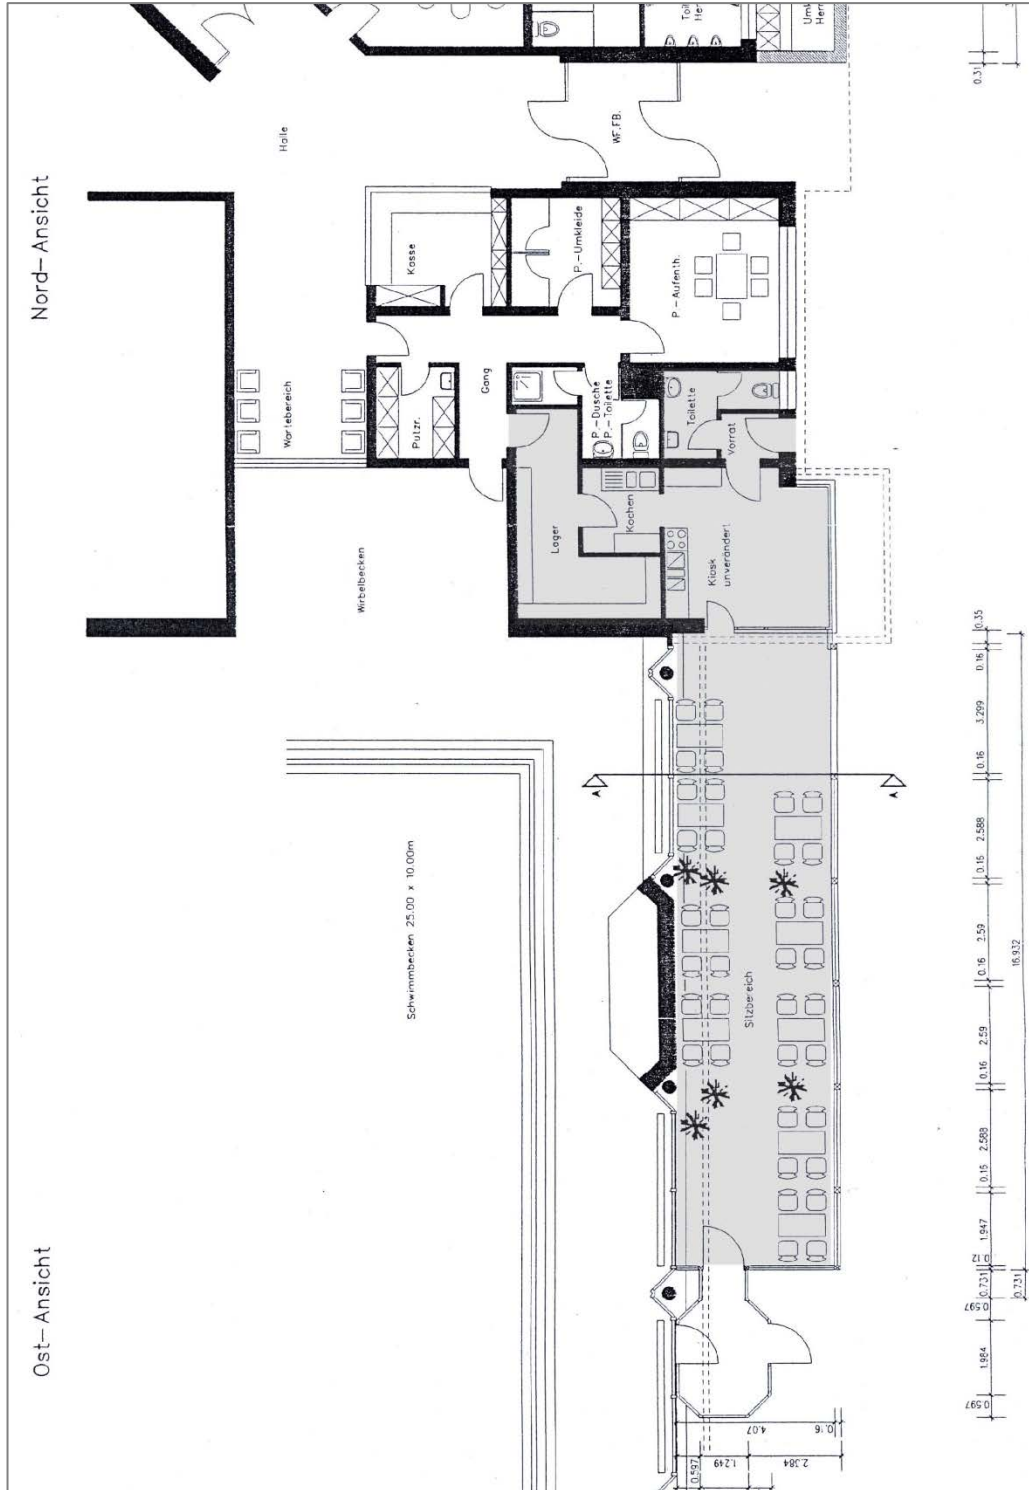 Nord-Ansicht
Ost-Ansicht
Halle
WF.FB.
Kasse
P.-Umkleide
P.-Aufenth.
Wartebereich
Putzr.
Gang
P.-Dusche
P.-Toilette
Toilette
Vorrat
Wirbelbecken
Lager
Kochen
Kiosk
unverändert
Schwimmbecken 25.00 x 10.00m
Sitzbereich
A
A
0.31
0.35
0.16
3.299
0.16
2.588
0.16
2.59
0.16
2.59
0.16
2.588
0.15
1.947
0.12
0.731
0.597
1.984
0.597
16.932
0.731
0.16
4.07
0.597
1.249
2.384